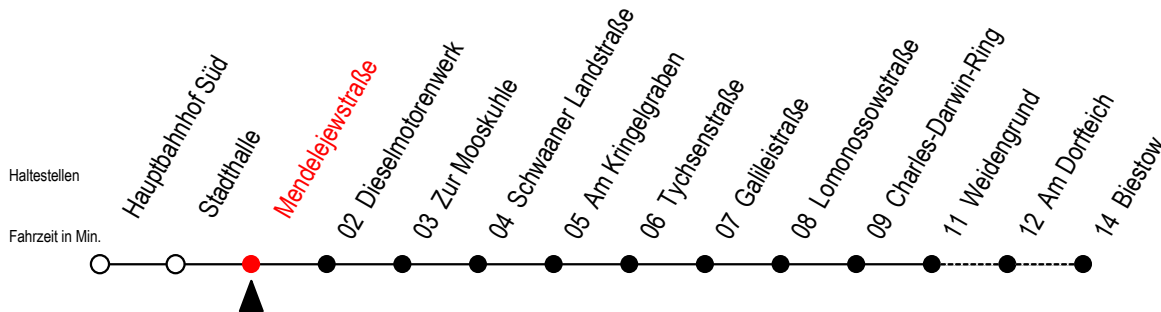 Haltestellen
Fahrzeit in Min.
Hauptbahnhof Süd
Stadthalle
Mendelejewstraße
02 Dieselmotorenwerk
03 Zur Mooskuhle
04 Schwaaner Landstraße
05 Am Kringelgraben
06 Tychsenstraße
07 Galileistraße
08 Lomonossowstraße
09 Charles-Darwin-Ring
11 Weidengrund
12 Am Dorfteich
14 Biestow